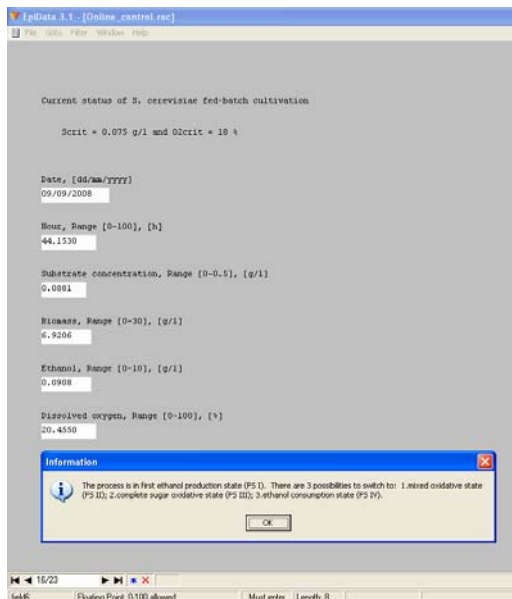 EpiData 3.1 - [Online_control.rec]
File Goto Filter Window Help
Current status of S. cerevisiae fed-batch cultivation
Scrit = 0.075 g/l and O2crit = 18 %
Date, [dd/mm/yyyy]
09/09/2008
Hour, Range [0-100], [h]
44.1530
Substrate concentration, Range [0-0.5], [g/l]
0.0881
Biomass, Range [0-30], [g/l]
6.9206
Ethanol, Range [0-10], [g/l]
0.0908
Dissolved oxygen, Range [0-100], [%]
20.4550
Information
The process is in first ethanol production state (PS I). There are 3 possibilities to switch to: 1.mixed oxidative state
(PS II); 2.complete sugar oxidative state (PS III); 3.ethanol consumption state (PS IV).
OK
16/23
field6 Floating Point: 0-100 allowed Must enter Length: 8